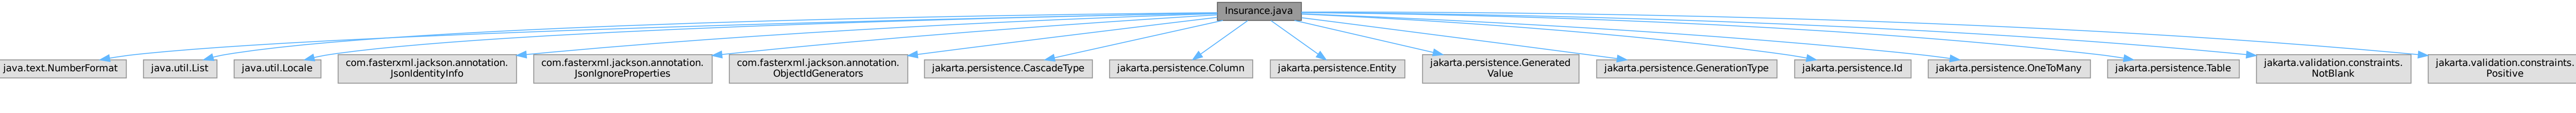 Insurance.java
java.text.NumberFormat
java.util.List
java.util.Locale
com.fasterxml.jackson.annotation.
JsonIdentityInfo
com.fasterxml.jackson.annotation.
JsonIgnoreProperties
com.fasterxml.jackson.annotation.
ObjectIdGenerators
jakarta.persistence.CascadeType
jakarta.persistence.Column
jakarta.persistence.Entity
jakarta.persistence.Generated
Value
jakarta.persistence.GenerationType
jakarta.persistence.Id
jakarta.persistence.OneToMany
jakarta.persistence.Table
jakarta.validation.constraints.
NotBlank
jakarta.validation.constraints.
Positive